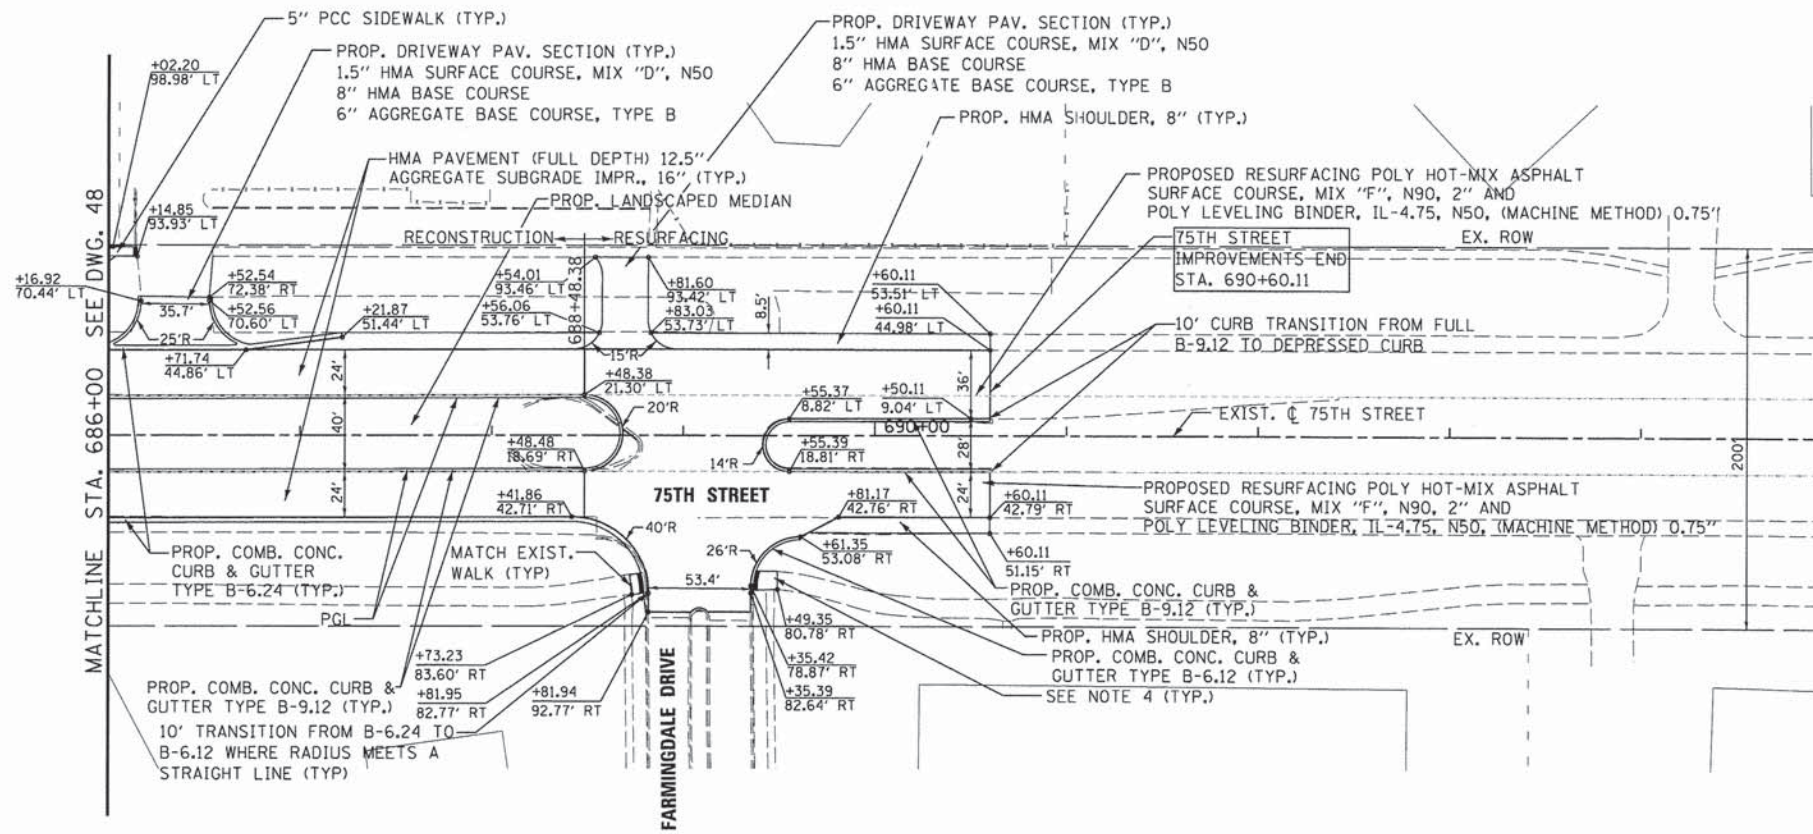 5" PCC SIDEWALK (TYP.)
PROP. DRIVEWAY PAV. SECTION (TYP.)
1.5" HMA SURFACE COURSE, MIX "D", N50
8" HMA BASE COURSE
6" AGGREGATE BASE COURSE, TYPE B
PROP. DRIVEWAY PAV. SECTION (TYP.)
1.5" HMA SURFACE COURSE, MIX "D", N50
8" HMA BASE COURSE
6" AGGREGATE BASE COURSE, TYPE B
+02.20
98.98' LT
PROP. HMA SHOULDER, 8" (TYP.)
HMA PAVEMENT (FULL DEPTH) 12.5"
AGGREGATE SUBGRADE IMPR., 16" (TYP.)
PROP. LANDSCAPED MEDIAN
RECONSTRUCTION
RESURFACING
PROPOSED RESURFACING POLY HOT-MIX ASPHALT
SURFACE COURSE, MIX "F", N90, 2" AND
POLY LEVELING BINDER, IL-4.75, N50, (MACHINE METHOD) 0.75"
75TH STREET
IMPROVEMENTS END
STA. 690+60.11
EX. ROW
+14.85
93.93' LT
+16.92
70.44' LT
+52.54
72.38' RT
+52.56
70.60' LT
35.7'
25'R
+21.87
51.44' LT
+71.74
44.86' LT
+54.01
93.46' LT
+56.06
53.76' LT
688+48.38
+81.60
93.42' LT
+83.03
53.73' LT
15'R
8.5'
+60.11
53.51' LT
+60.11
44.98' LT
10' CURB TRANSITION FROM FULL
B-9.12 TO DEPRESSED CURB
MATCHLINE STA. 686+00 SEE DWG. 48
24'
40'
24'
+48.38
21.30' LT
20'R
+48.48
18.69' RT
+55.37
8.82' LT
+50.11
9.04' LT
690+00
36'
28'
24'
EXIST. ℄ 75TH STREET
200'
14'R
+55.39
18.81' RT
75TH STREET
+41.86
42.71' RT
40'R
+81.17
42.76' RT
+60.11
42.79' RT
PROPOSED RESURFACING POLY HOT-MIX ASPHALT
SURFACE COURSE, MIX "F", N90, 2" AND
POLY LEVELING BINDER, IL-4.75, N50, (MACHINE METHOD) 0.75"
PROP. COMB. CONC.
CURB & GUTTER
TYPE B-6.24 (TYP.)
MATCH EXIST.
WALK (TYP)
26'R
+61.35
53.08' RT
+60.11
51.15' RT
53.4'
PGL
PROP. COMB. CONC. CURB &
GUTTER TYPE B-9.12 (TYP.)
+49.35
80.78' RT
PROP. HMA SHOULDER, 8" (TYP.)
EX. ROW
PROP. COMB. CONC. CURB &
GUTTER TYPE B-6.12 (TYP.)
SEE NOTE 4 (TYP.)
+73.23
83.60' RT
+81.95
82.77' RT
+81.94
92.77' RT
+35.42
78.87' RT
+35.39
82.64' RT
PROP. COMB. CONC. CURB &
GUTTER TYPE B-9.12 (TYP.)
10' TRANSITION FROM B-6.24 TO
B-6.12 WHERE RADIUS MEETS A
STRAIGHT LINE (TYP)
FARMINGDALE DRIVE